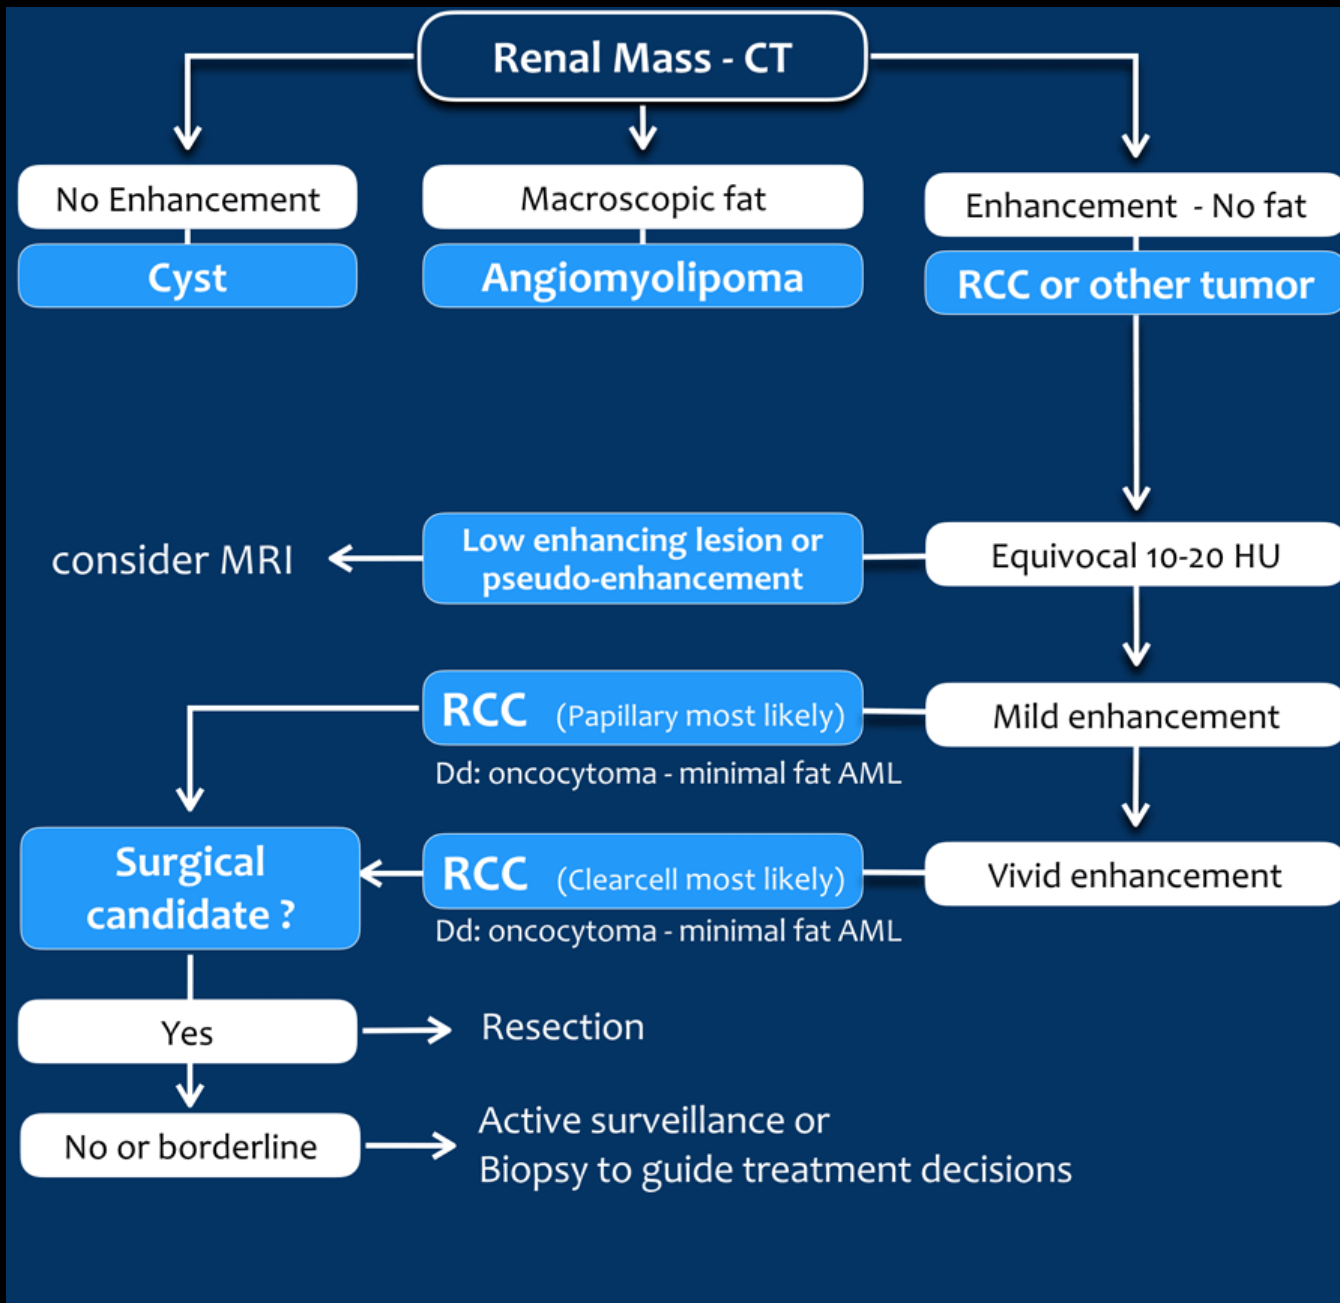 Renal Mass - CT
No Enhancement
Cyst
Macroscopic fat
Angiomyolipoma
Enhancement - No fat
RCC or other tumor
Equivocal 10-20 HU
Low enhancing lesion or
pseudo-enhancement
consider MRI
Mild enhancement
RCC (Papillary most likely)
Dd: oncocytoma - minimal fat AML
Vivid enhancement
RCC (Clearcell most likely)
Dd: oncocytoma - minimal fat AML
Surgical
candidate ?
Yes
Resection
No or borderline
Active surveillance or
Biopsy to guide treatment decisions